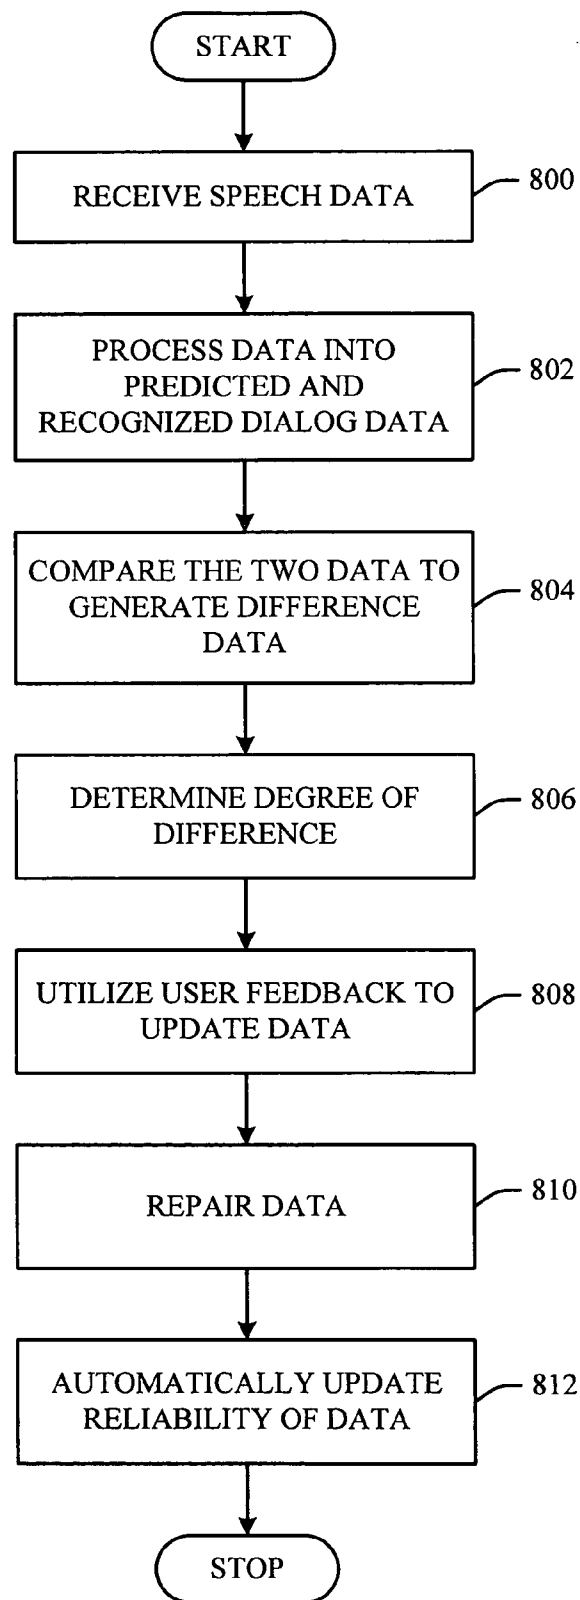 START
RECEIVE SPEECH DATA
800
PROCESS DATA INTO
PREDICTED AND
RECOGNIZED DIALOG DATA
802
COMPARE THE TWO DATA TO
GENERATE DIFFERENCE
DATA
804
DETERMINE DEGREE OF
DIFFERENCE
806
UTILIZE USER FEEDBACK TO
UPDATE DATA
808
REPAIR DATA
810
AUTOMATICALLY UPDATE
RELIABILITY OF DATA
812
STOP